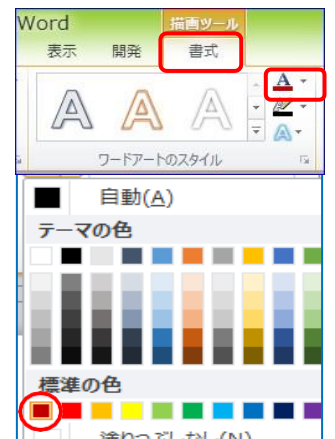 Word
描画ツール
表示 開発 書式
A A A A
A
ワードアートのスタイル
自動(A)
テーマの色
標準の色
塗りつぶしなし(N)